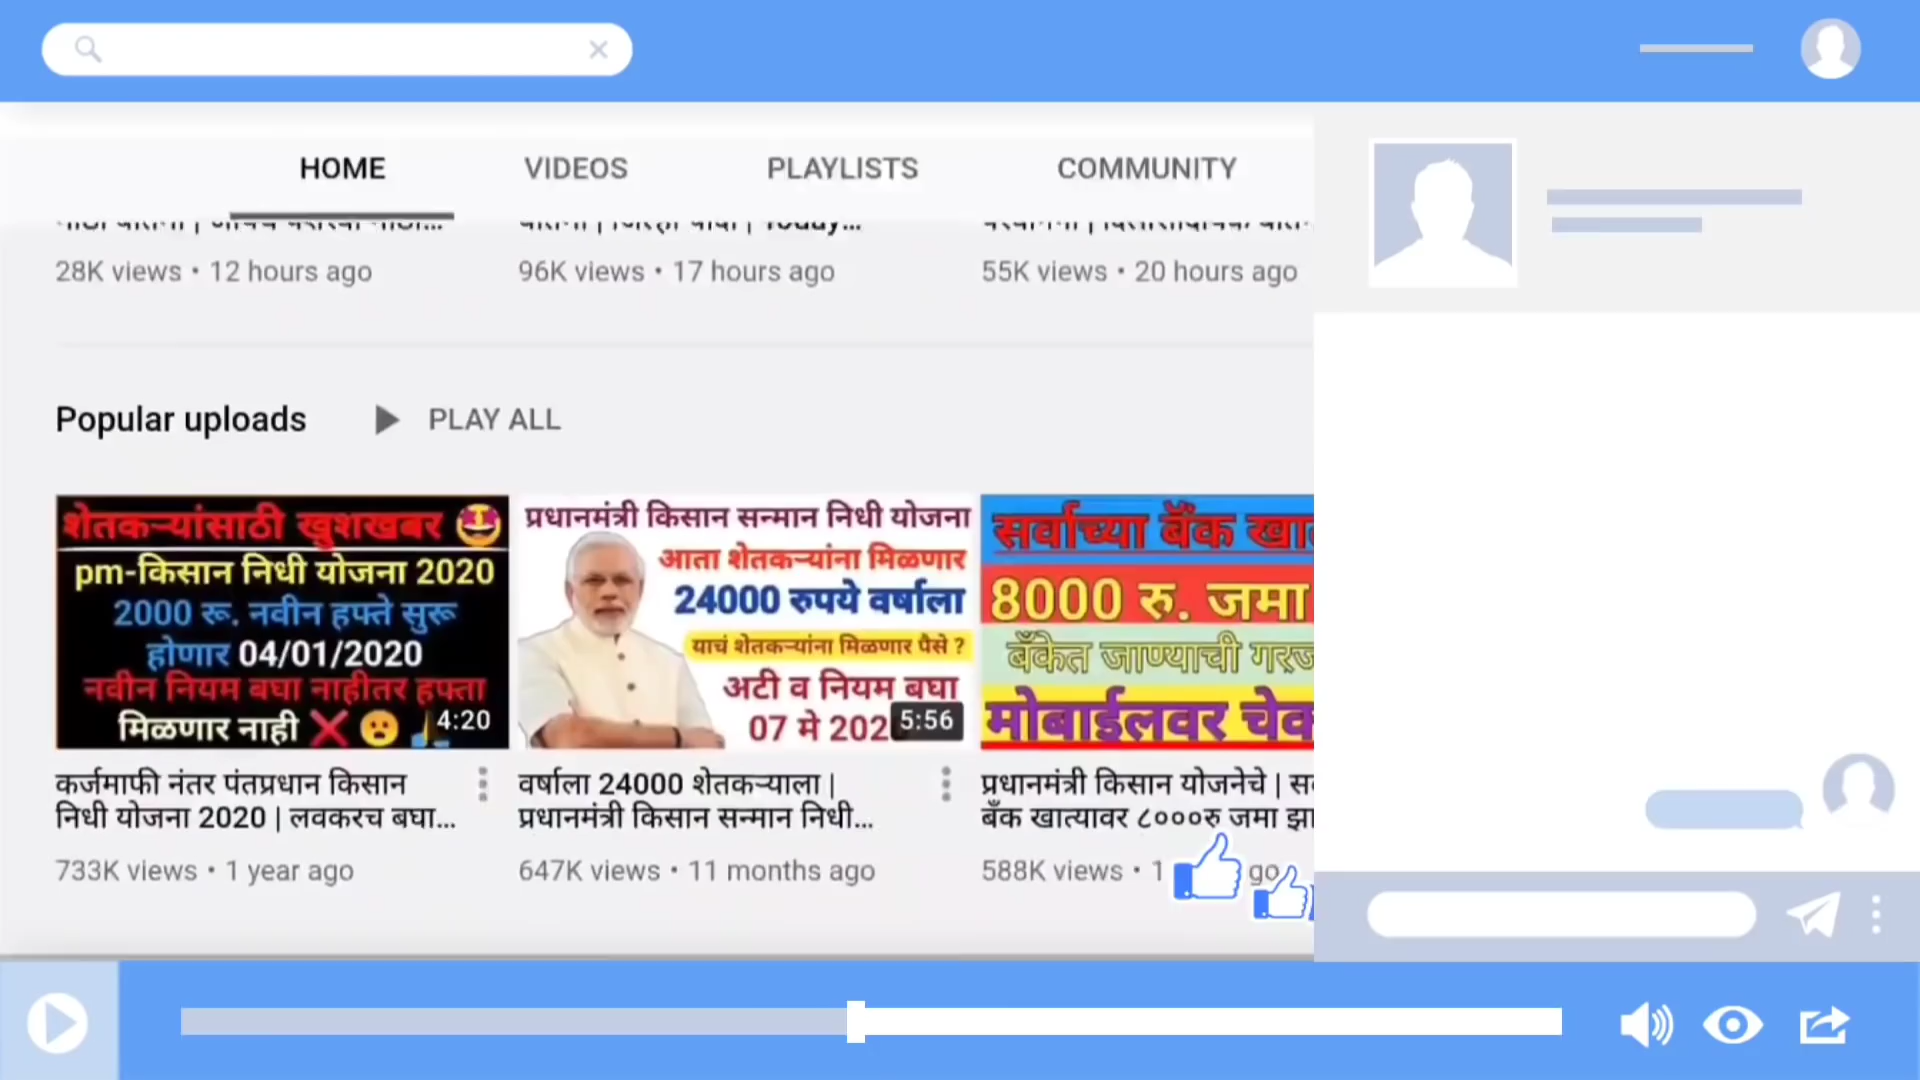 HOME VIDEOS PLAYLISTS COMMUNITY
Today...
28K views • 12 hours ago
96K views • 17 hours ago
55K views • 20 hours ago
Popular uploads
PLAY ALL
शेतकऱ्यांसाठी खुशखबर
pm-किसान निधी योजना 2020
2000 रू. नवीन हफ्ते सुरू
होणार 04/01/2020
नवीन नियम बघा नाहीतर हफ्ता
मिळणार नाही
4:20
कर्जमाफी नंतर पंतप्रधान किसान
निधी योजना 2020 | लवकरच बघा...
733K views • 1 year ago
प्रधानमंत्री किसान सन्मान निधी योजना
आता शेतकऱ्यांना मिळणार
24000 रुपये वर्षाला
याचं शेतकऱ्यांना मिळणार पैसे ?
अटी व नियम बघा
07 मे 202
5:56
वर्षाला 24000 शेतकऱ्याला |
प्रधानमंत्री किसान सन्मान निधी...
647K views • 11 months ago
सर्वाच्या बँक
8000 रु. जमा
बँकेत जाण्याची
मोबाईलवर
प्रधानमंत्री किसान योजनेचे |
बँक खात्यावर ८०००रु जमा
588K views • 1